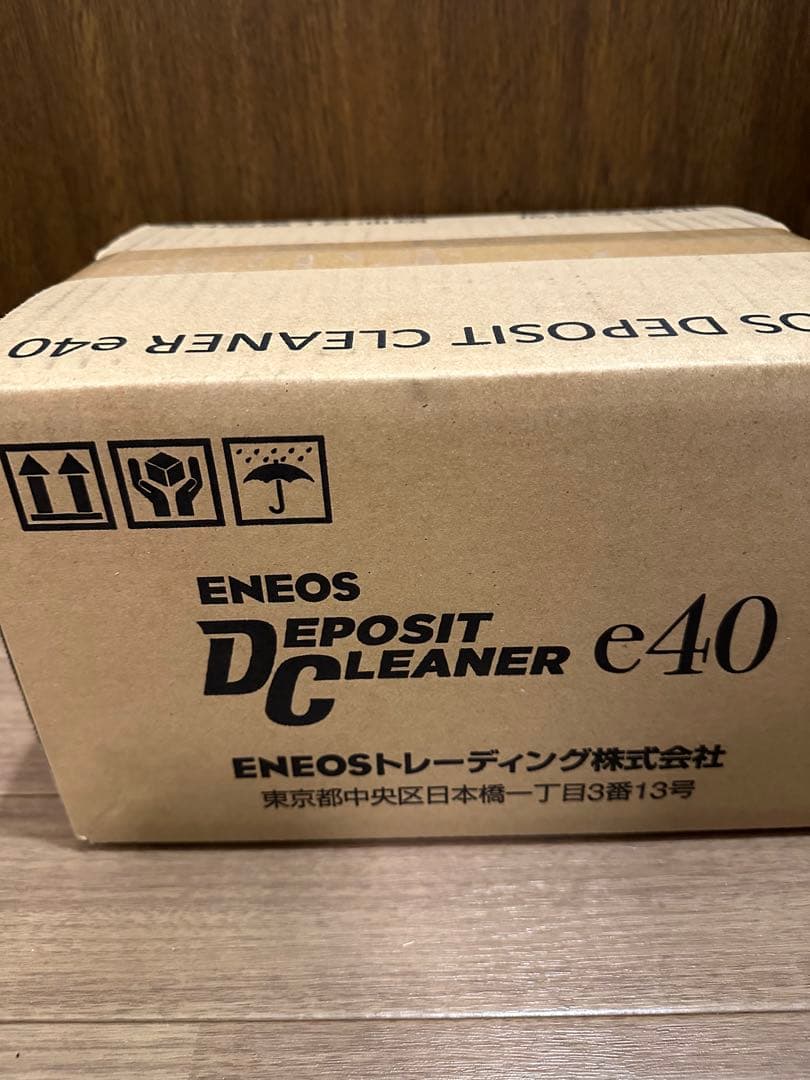 OS DEPOSIT CLEANER e40
ENEOS
DEPOSIT
CLEANER e40
ENEOSトレーディング株式会社
東京都中央区日本橋一丁目3番13号